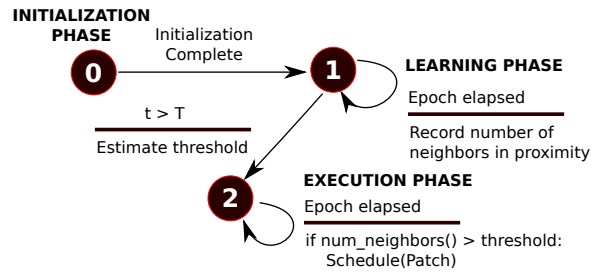 INITIALIZATION
PHASE
0
Initialization
Complete
1
LEARNING PHASE
Epoch elapsed
Record number of
neighbors in proximity
t > T
Estimate threshold
2
EXECUTION PHASE
Epoch elapsed
if num_neighbors() > threshold:
Schedule(Patch)